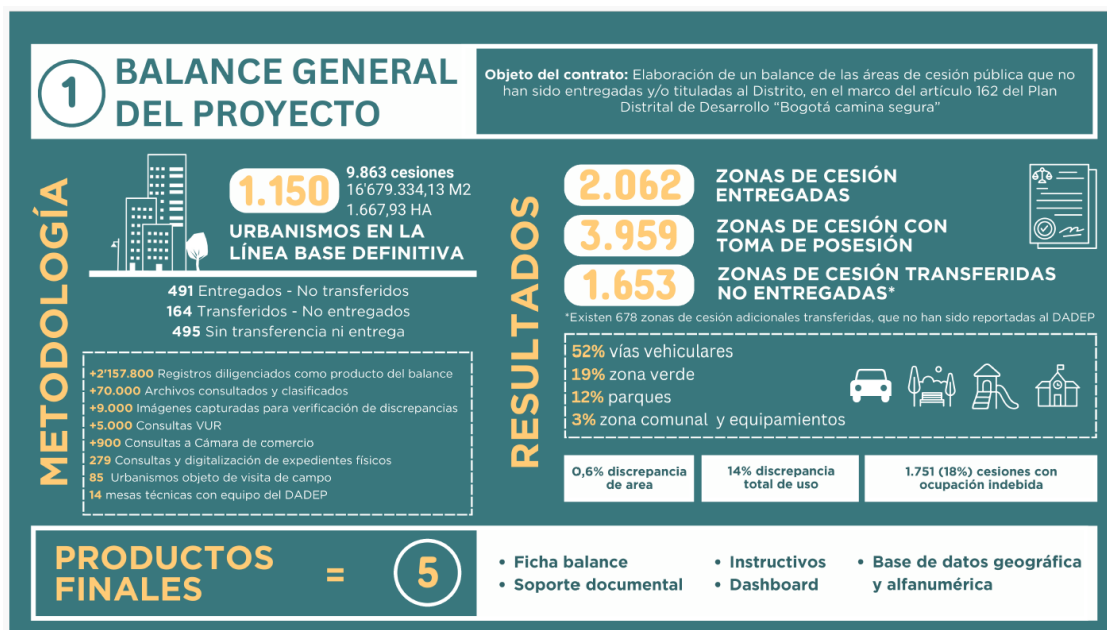 1
BALANCE GENERAL
DEL PROYECTO
Objeto del contrato: Elaboración de un balance de las áreas de cesión pública que no
han sido entregadas y/o tituladas al Distrito, en el marco del artículo 162 del Plan
Distrital de Desarrollo "Bogotá camina segura"
METODOLOGÍA
1.150
9.863 cesiones
16'679.334,13 M2
1.667,93 HA
URBANISMOS EN LA
LÍNEA BASE DEFINITIVA
491 Entregados - No transferidos
164 Transferidos - No entregados
495 Sin transferencia ni entrega
+2'157.800 Registros diligenciados como producto del balance
+70.000 Archivos consultados y clasificados
+9.000 Imágenes capturadas para verificación de discrepancias
+5.000 Consultas VUR
+900 Consultas a Cámara de comercio
279 Consultas y digitalización de expedientes físicos
85 Urbanismos objeto de visita de campo
14 mesas técnicas con equipo del DADEP
RESULTADOS
2.062
ZONAS DE CESIÓN
ENTREGADAS
3.959
ZONAS DE CESIÓN CON
TOMA DE POSESIÓN
1.653
ZONAS DE CESIÓN TRANSFERIDAS
NO ENTREGADAS*
*Existen 678 zonas de cesión adicionales transferidas, que no han sido reportadas al DADEP
52% vías vehiculares
19% zona verde
12% parques
3% zona comunal y equipamientos
0,6% discrepancia
de area
14% discrepancia
total de uso
1.751 (18%) cesiones con
ocupación indebida
PRODUCTOS
FINALES
=
5
• Ficha balance
• Soporte documental
• Instructivos
• Dashboard
• Base de datos geográfica
y alfanumérica